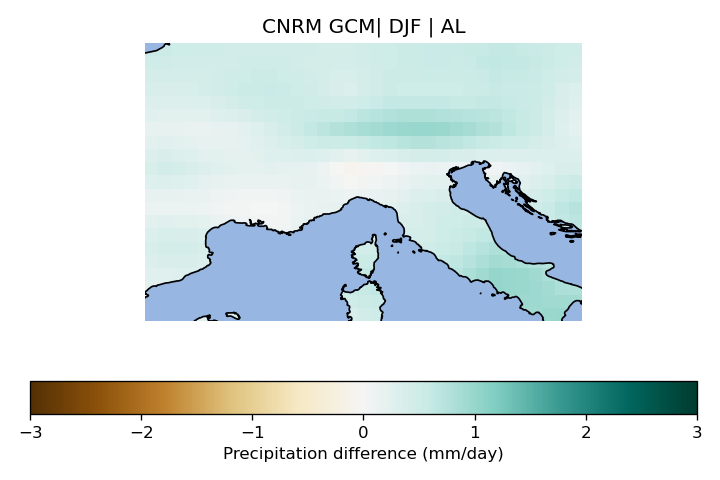 CNRM GCM| DJF | AL
−3 −2 −1 0 1 2 3
Precipitation difference (mm/day)